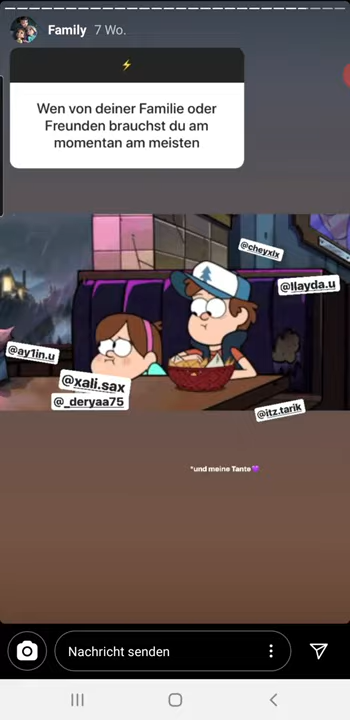 Family 7 Wo.
⚡
Wen von deiner Familie oder
Freunden brauchst du am
momentan am meisten
@cheyxlx
@llayda.u
@ay1in.u
@xali.sax
@_deryaa75
@itz.tarik
*und meine Tante💜
Nachricht senden